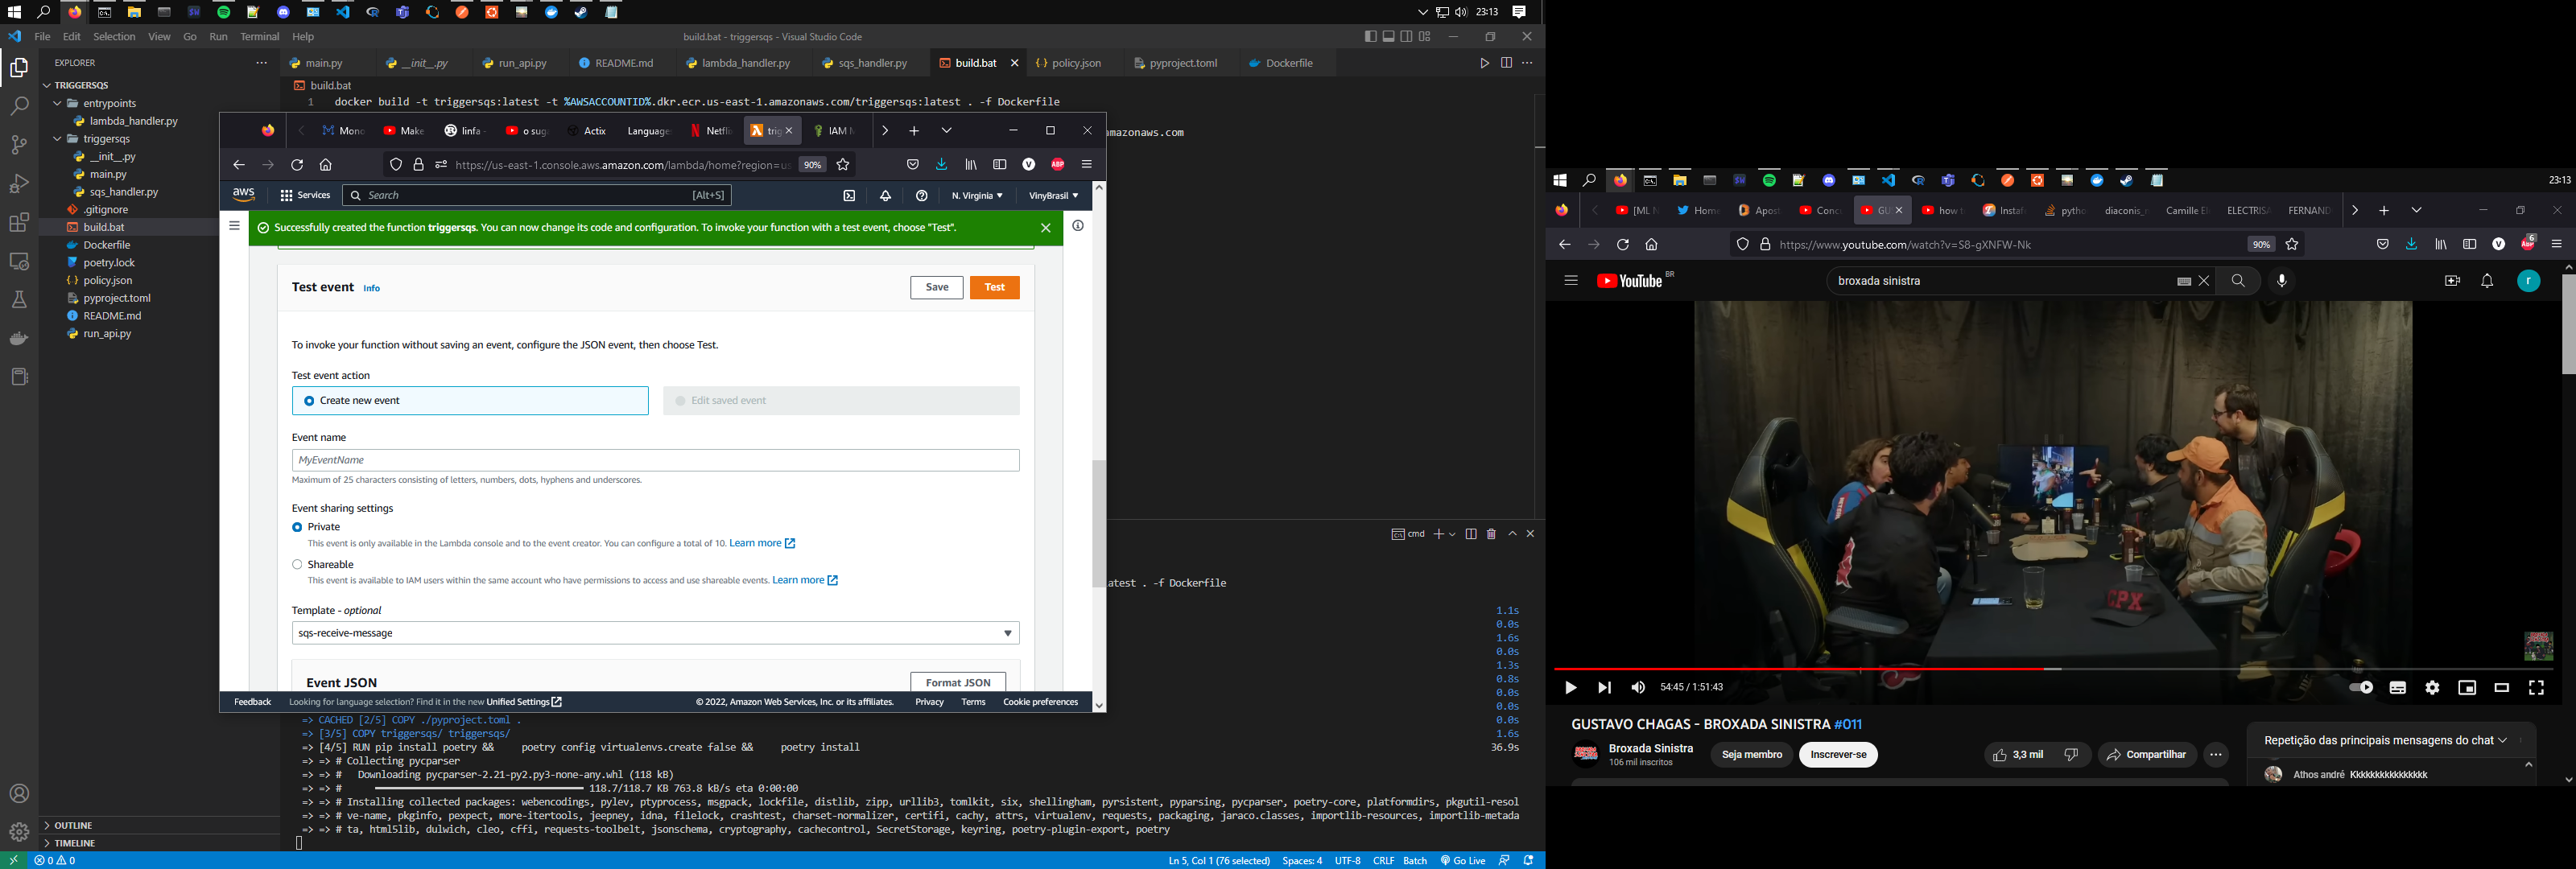 23:13
File Edit Selection View Go Run Terminal Help
build.bat - triggersqs - Visual Studio Code
EXPLORER
main.py
__init__.py
run_api.py
README.md
lambda_handler.py
sqs_handler.py
build.bat
policy.json
pyproject.toml
Dockerfile
TRIGGERSQS
entrypoints
lambda_handler.py
triggersqs
__init__.py
main.py
sqs_handler.py
.gitignore
build.bat
Dockerfile
poetry.lock
policy.json
pyproject.toml
README.md
run_api.py
OUTLINE
TIMELINE
build.bat
1 docker build -t triggersqs:latest -t %AWSACCOUNTID%.dkr.ecr.us-east-1.amazonaws.com/triggersqs:latest . -f Dockerfile
amazonaws.com
Mono
Make
linfa -
o sug
Actix
Language
Netfli
trig
IAM M
https://us-east-1.console.aws.amazon.com/lambda/home?region=us
90%
V
ABP
aws
Services
Search
[Alt+S]
N. Virginia
VinyBrasil
Successfully created the function triggersqs. You can now change its code and configuration. To invoke your function with a test event, choose "Test".
Test event Info
Save
Test
To invoke your function without saving an event, configure the JSON event, then choose Test.
Test event action
Create new event
Edit saved event
Event name
MyEventName
Maximum of 25 characters consisting of letters, numbers, dots, hyphens and underscores.
Event sharing settings
Private
This event is only available in the Lambda console and to the event creator. You can configure a total of 10. Learn more
Shareable
This event is available to IAM users within the same account who have permissions to access and use shareable events. Learn more
Template - optional
sqs-receive-message
Event JSON
Format JSON
Feedback
Looking for language selection? Find it in the new Unified Settings
© 2022, Amazon Web Services, Inc. or its affiliates.
Privacy
Terms
Cookie preferences
cmd
latest . -f Dockerfile
1.1s
0.0s
1.6s
0.0s
1.3s
0.8s
0.0s
0.0s
=> CACHED [2/5] COPY ./pyproject.toml . 0.0s
=> [3/5] COPY triggersqs/ triggersqs/ 1.6s
=> [4/5] RUN pip install poetry && poetry config virtualenvs.create false && poetry install 36.9s
=> => # Collecting pycparser
=> => # Downloading pycparser-2.21-py2.py3-none-any.whl (118 kB)
=> => # 118.7/118.7 KB 763.8 kB/s eta 0:00:00
=> => # Installing collected packages: webencodings, pylev, ptyprocess, msgpack, lockfile, distlib, zipp, urllib3, tomlkit, six, shellingham, pyrsistent, pyparsing, pycparser, poetry-core, platformdirs, pkgutil-resol
=> => # ve-name, pkginfo, pexpect, more-itertools, jeepney, idna, filelock, crashtest, charset-normalizer, certifi, cachy, attrs, virtualenv, requests, packaging, jaraco.classes, importlib-resources, importlib-metada
=> => # ta, html5lib, dulwich, cleo, cffi, requests-toolbelt, jsonschema, cryptography, cachecontrol, SecretStorage, keyring, poetry-plugin-export, poetry
0 0
Ln 5, Col 1 (76 selected) Spaces: 4 UTF-8 CRLF Batch Go Live
23:13
[ML N
Home
Apost
Conc
GU
how t
Instaf
pytho
diaconis_
Camille El
ELECTRISA
FERNAND
https://www.youtube.com/watch?v=S8-gXNFW-Nk
90%
V
ABP
6
YouTube BR
broxada sinistra
r
CPX
54:45 / 1:51:43
GUSTAVO CHAGAS - BROXADA SINISTRA #011
Broxada Sinistra
106 mil inscritos
Seja membro
Inscrever-se
3,3 mil
Compartilhar
Repetição das principais mensagens do chat
Athos andré Kkkkkkkkkkkkkkkk